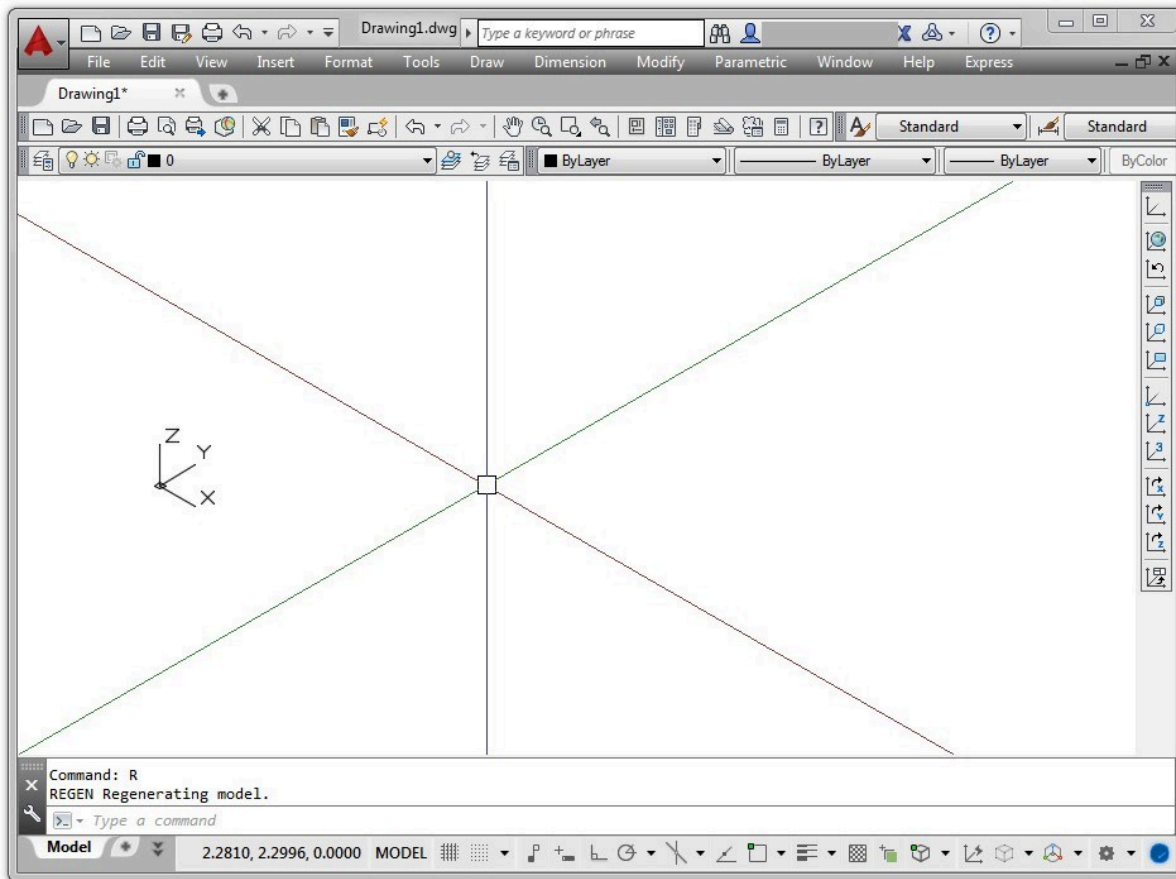 Drawing1.dwg Type a keyword or phrase ?
File Edit View Insert Format Tools Draw Dimension Modify Parametric Window Help Express
Drawing1*
? Standard Standard
0 ByLayer ByLayer ByLayer ByColor
Z
Y
X
Z
3
X
Y
Z
Command: R
REGEN Regenerating model.
Type a command
Model 2.2810, 2.2996, 0.0000 MODEL